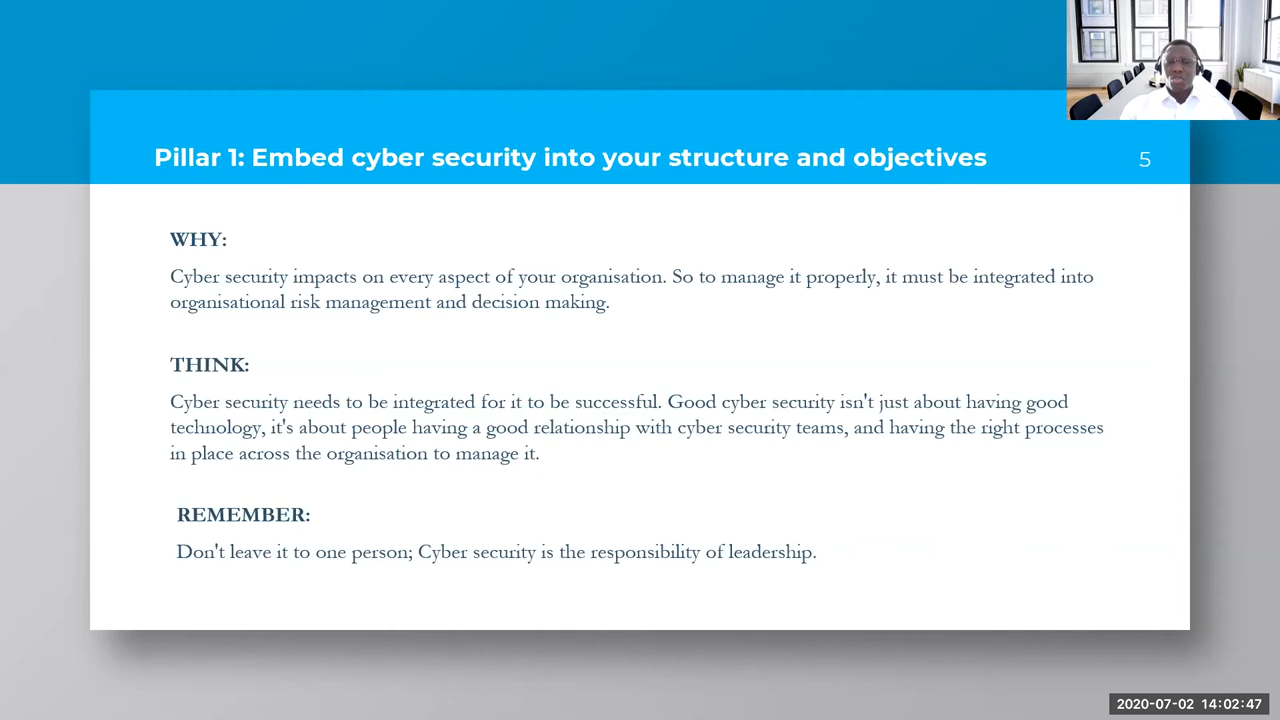 Pillar 1: Embed cyber security into your structure and objectives
5
WHY:
Cyber security impacts on every aspect of your organisation. So to manage it properly, it must be integrated into
organisational risk management and decision making.
THINK:
Cyber security needs to be integrated for it to be successful. Good cyber security isn't just about having good
technology, it's about people having a good relationship with cyber security teams, and having the right processes
in place across the organisation to manage it.
REMEMBER:
Don't leave it to one person; Cyber security is the responsibility of leadership.
2020-07-02 14:02:47